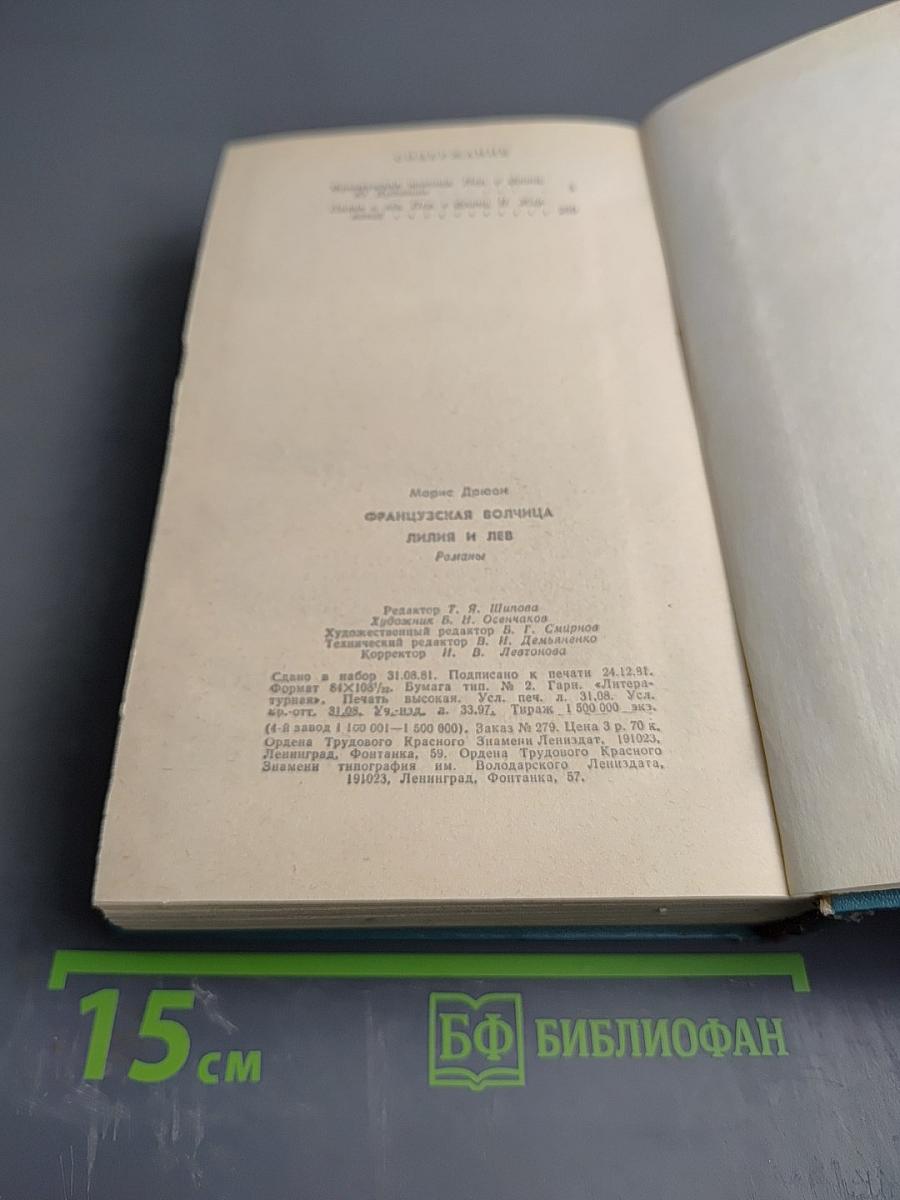 СОДЕРЖАНИЕ
Морис Дрюон
ФРАНЦУЗСКАЯ ВОЛЧИЦА
ЛИЛИЯ И ЛЕВ
Романы
Редактор Т. Я. Шипова
Художник Б. Н. Осенчаков
Художественный редактор Б. Г. Смирнов
Технический редактор В. И. Демьяненко
Корректор И. В. Левтонова
Сдано в набор 31.08.81. Подписано к печати 24.12.81.
Формат 84×108¹/₃₂. Бумага тип. № 2. Гарн. «Литера-
турная». Печать высокая. Усл. печ. л. 31,08. Усл.
кр.-отт. 31,08. Уч.-изд. л. 33,97. Тираж 1 500 000 экз.
(4-й завод 1 100 001—1 500 000). Заказ № 279. Цена 3 р. 70 к.
Ордена Трудового Красного Знамени Лениздат, 191023,
Ленинград, Фонтанка, 59. Ордена Трудового Красного
Знамени типография им. Володарского Лениздата,
191023, Ленинград, Фонтанка, 57.
15 см
БФ БИБЛИОФАН